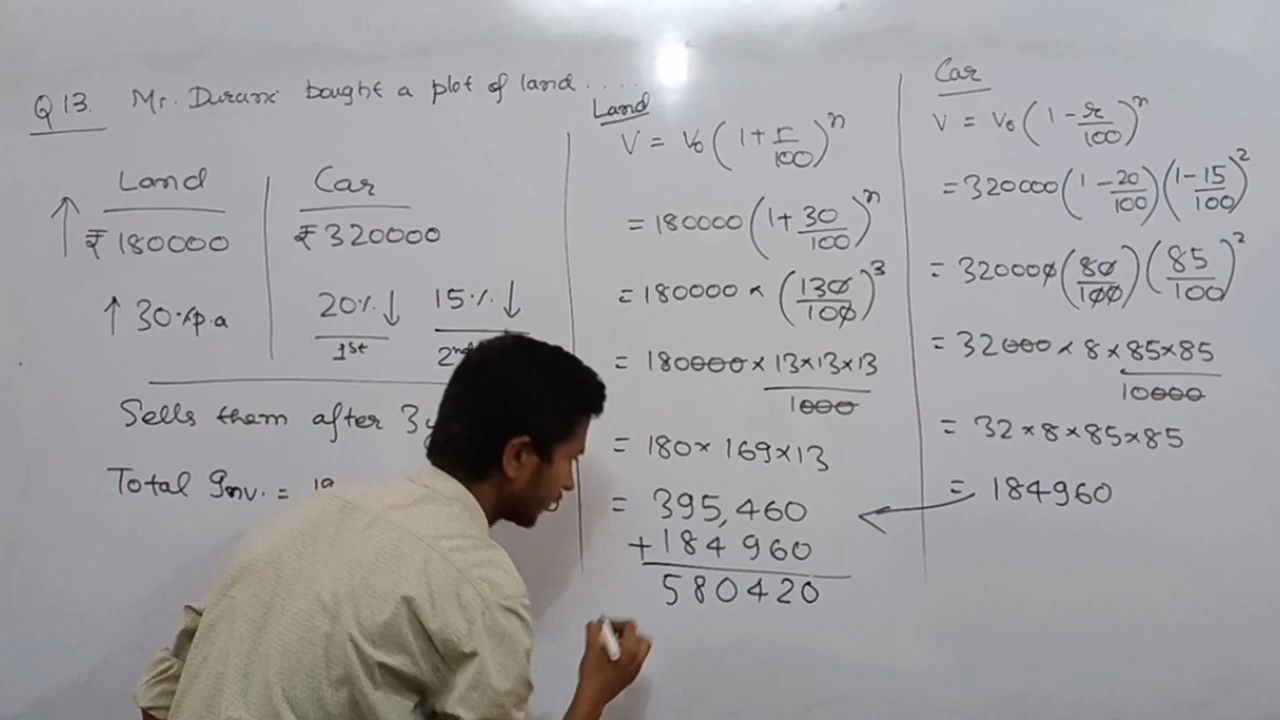 Q 13. Mr. Durani bought a plot of land.....
Land
₹ 180000
↑ 30% p.a
Car
₹ 320000
20% ↓ 15% ↓
1st 2nd
Sells them after 3y
Total Inv. = 18
Land
V = V₀ (1 + r/100)ⁿ
= 180000 (1 + 30/100)ⁿ
= 180000 × (130/100)³
= 180000 × 13×13×13/1000
= 180 × 169 × 13
= 395,460
+ 184960
580420
Car
V = V₀ (1 - r/100)ⁿ
= 320000 (1 - 20/100) (1 - 15/100)²
= 320000 (80/100) (85/100)²
= 32000 × 8 × 85×85/10000
= 32 × 8 × 85 × 85
= 184960